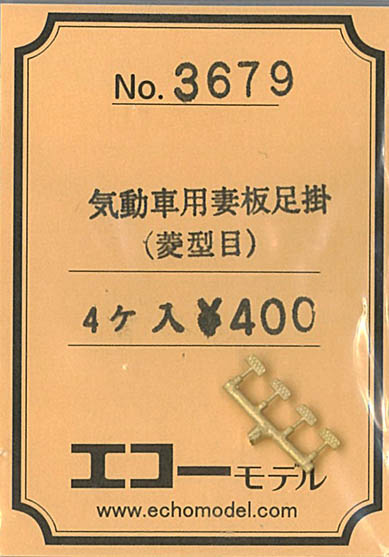 No. 3679
気動車用妻板足掛
(菱型目)
4ケ入 ¥400
エコーモデル
www.echomodel.com